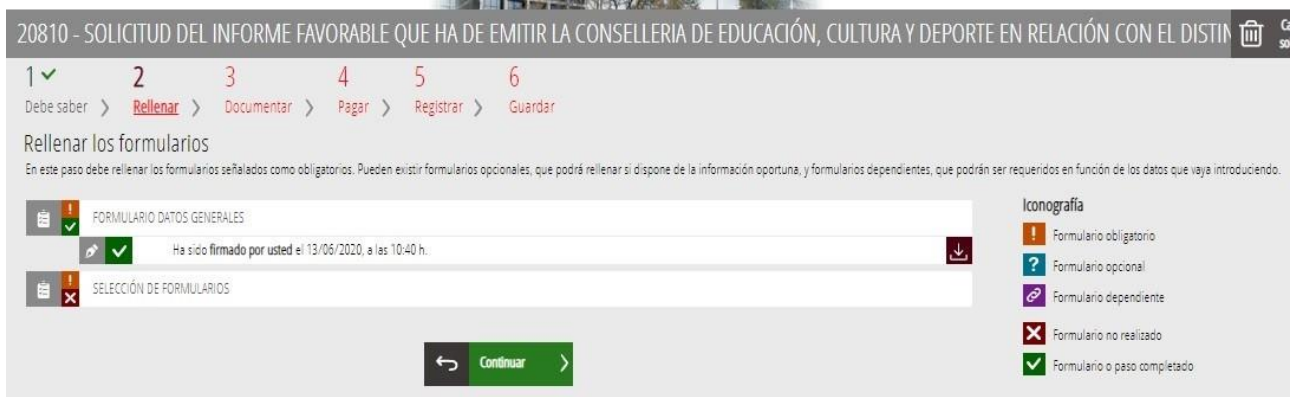 20810 - SOLICITUD DEL INFORME FAVORABLE QUE HA DE EMITIR LA CONSELLERIA DE EDUCACIÓN, CULTURA Y DEPORTE EN RELACIÓN CON EL
1 2 3 4 5 6
Debe saber > Rellenar > Documentar > Pagar > Registrar > Guardar
Rellenar los formularios
En este paso debe rellenar los formularios señalados como obligatorios. Pueden existir formularios opcionales, que podrá rellenar si dispone de la información oportuna, y formularios dependientes, que podrán ser requeridos en función de los datos que vaya introduciendo.
FORMULARIO DATOS GENERALES
Ha sido firmado por usted el 13/06/2020, a las 10:40 h.
SELECCIÓN DE FORMULARIOS
Continuar
Iconografía
! Formulario obligatorio
? Formulario opcional
Formulario dependiente
Formulario no realizado
Formulario o paso completado